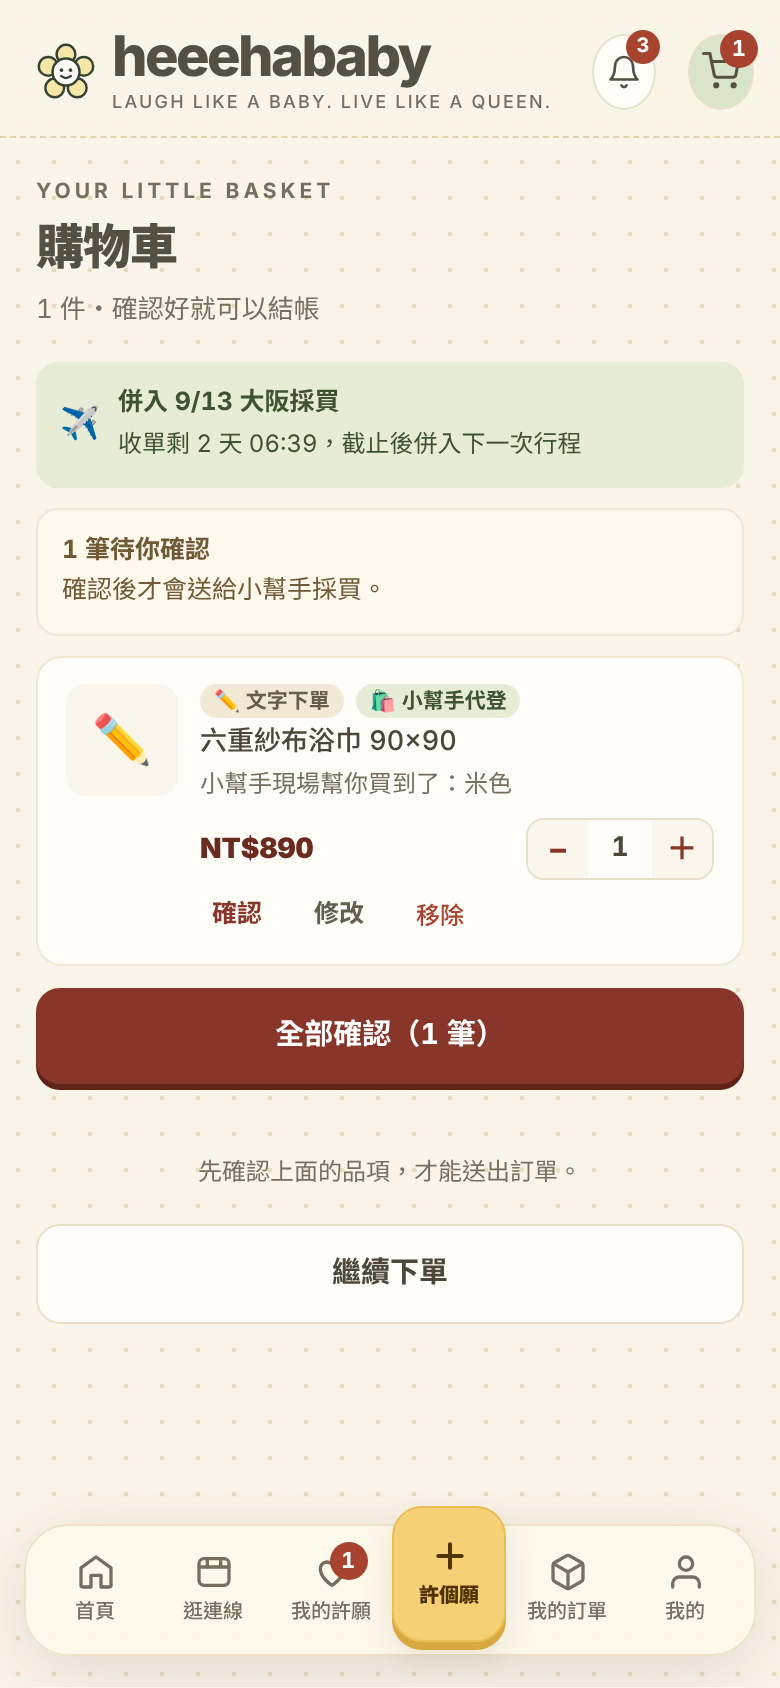 heeehababy
LAUGH LIKE A BABY. LIVE LIKE A QUEEN.
3
1
YOUR LITTLE BASKET
購物車
1 件・確認好就可以結帳
併入 9/13 大阪採買
收單剩 2 天 06:39，截止後併入下一次行程
1 筆待你確認
確認後才會送給小幫手採買。
文字下單
小幫手代登
六重紗布浴巾 90×90
小幫手現場幫你買到了：米色
NT$890
− 1 +
確認 修改 移除
全部確認（1 筆）
先確認上面的品項，才能送出訂單。
繼續下單
首頁
逛連線
1
我的許願
+
許個願
我的訂單
我的